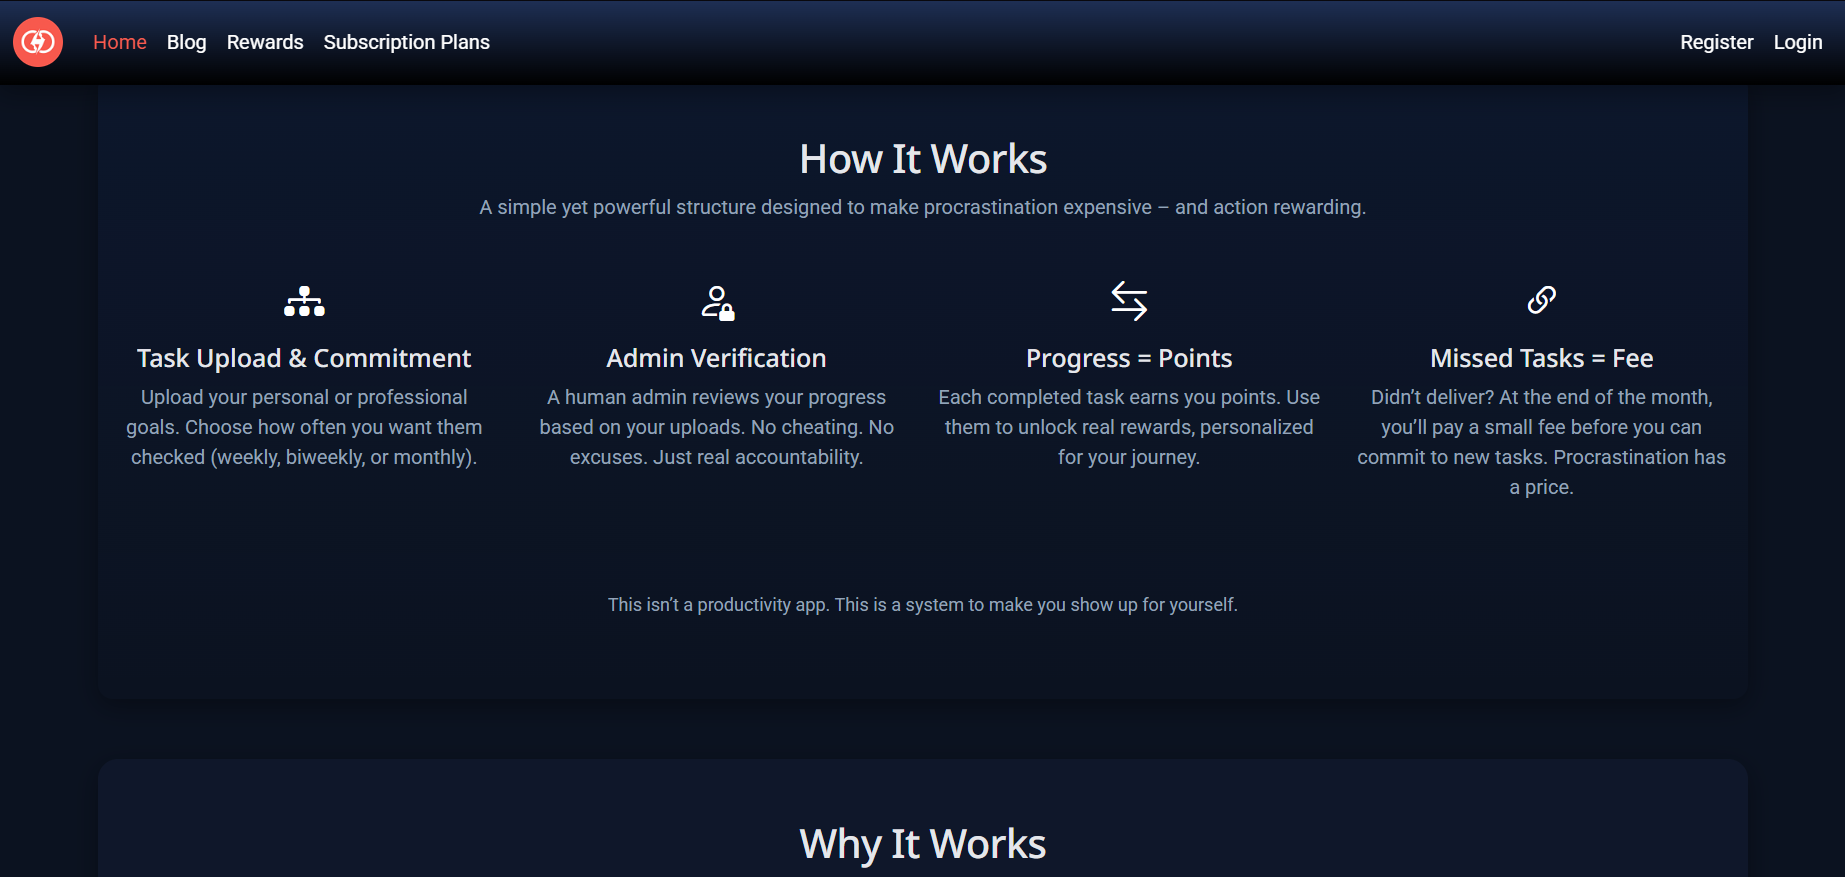 Home Blog Rewards Subscription Plans Register Login
How It Works
A simple yet powerful structure designed to make procrastination expensive – and action rewarding.
Task Upload & Commitment
Upload your personal or professional
goals. Choose how often you want them
checked (weekly, biweekly, or monthly).
Admin Verification
A human admin reviews your progress
based on your uploads. No cheating. No
excuses. Just real accountability.
Progress = Points
Each completed task earns you points. Use
them to unlock real rewards, personalized
for your journey.
Missed Tasks = Fee
Didn’t deliver? At the end of the month,
you’ll pay a small fee before you can
commit to new tasks. Procrastination has
a price.
This isn’t a productivity app. This is a system to make you show up for yourself.
Why It Works